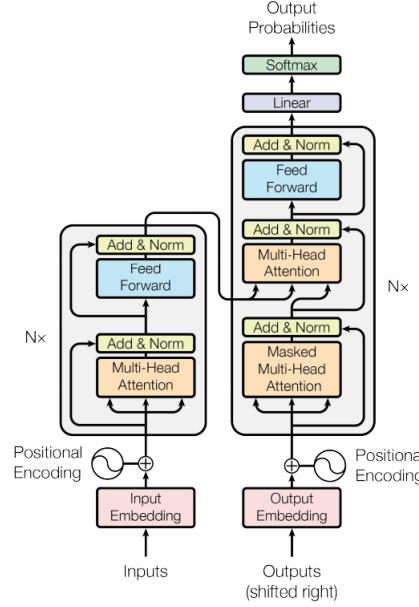 Output
Probabilities
Softmax
Linear
Add & Norm
Feed
Forward
Add & Norm
Multi-Head
Attention
Add & Norm
Masked
Multi-Head
Attention
N×
Add & Norm
Feed
Forward
N×
Add & Norm
Multi-Head
Attention
Positional
Encoding
Positional
Encoding
Input
Embedding
Output
Embedding
Inputs
Outputs
(shifted right)